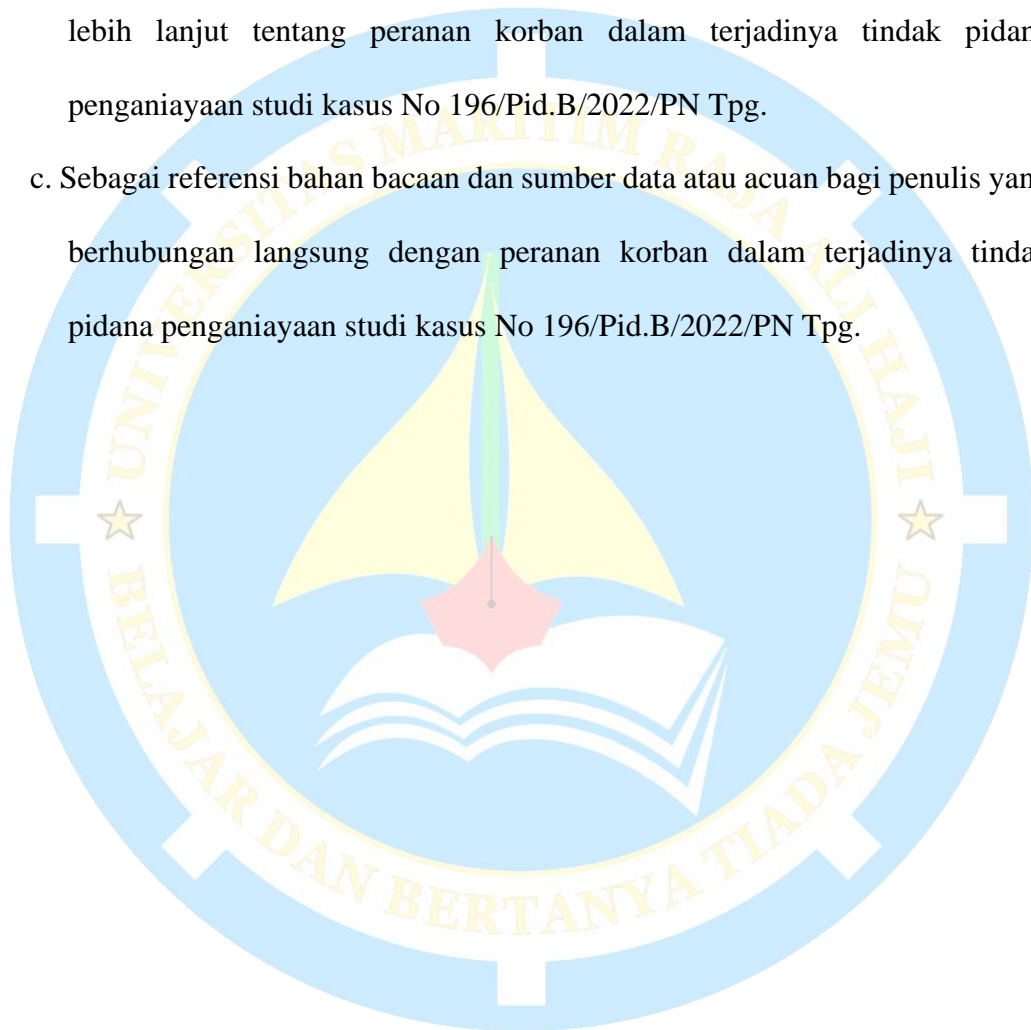 lebih lanjut tentang peranan korban dalam terjadinya tindak pidan
penganiayaan studi kasus No 196/Pid.B/2022/PN Tpg.
c. Sebagai referensi bahan bacaan dan sumber data atau acuan bagi penulis yan
berhubungan langsung dengan peranan korban dalam terjadinya tinda
pidana penganiayaan studi kasus No 196/Pid.B/2022/PN Tpg.
UNIVERSITAS MARITIM RAJA ALI HAJI
BELAJAR DAN BERTANYA TIADA JEMU